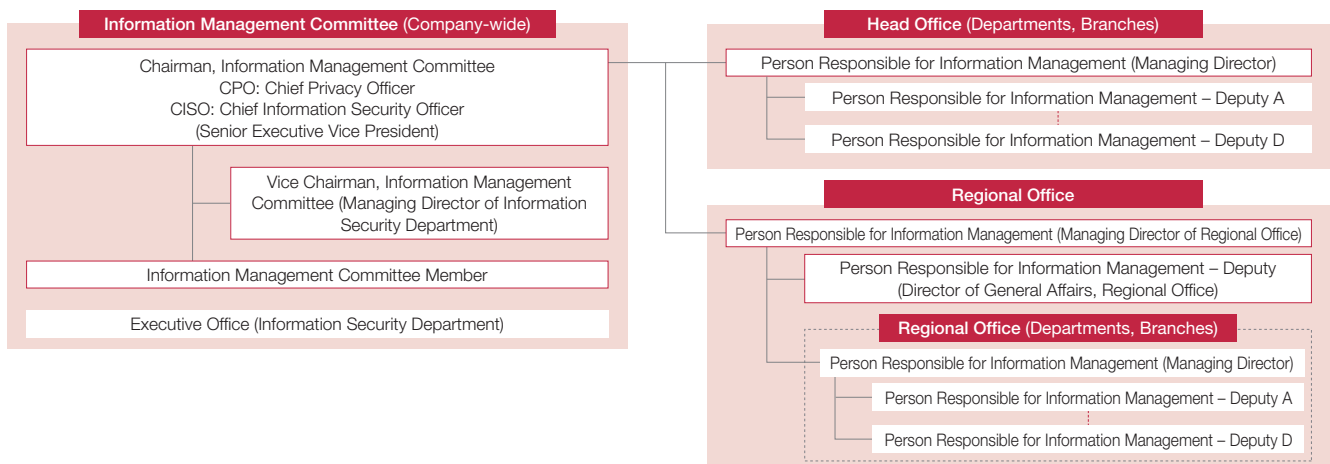 Information Management Committee (Company-wide)
Chairman, Information Management Committee
CPO: Chief Privacy Officer
CISO: Chief Information Security Officer
(Senior Executive Vice President)
Vice Chairman, Information Management
Committee (Managing Director of Information
Security Department)
Information Management Committee Member
Executive Office (Information Security Department)
Head Office (Departments, Branches)
Person Responsible for Information Management (Managing Director)
Person Responsible for Information Management – Deputy A
Person Responsible for Information Management – Deputy D
Regional Office
Person Responsible for Information Management (Managing Director of Regional Office)
Person Responsible for Information Management – Deputy
(Director of General Affairs, Regional Office)
Regional Office (Departments, Branches)
Person Responsible for Information Management (Managing Director)
Person Responsible for Information Management – Deputy A
Person Responsible for Information Management – Deputy D